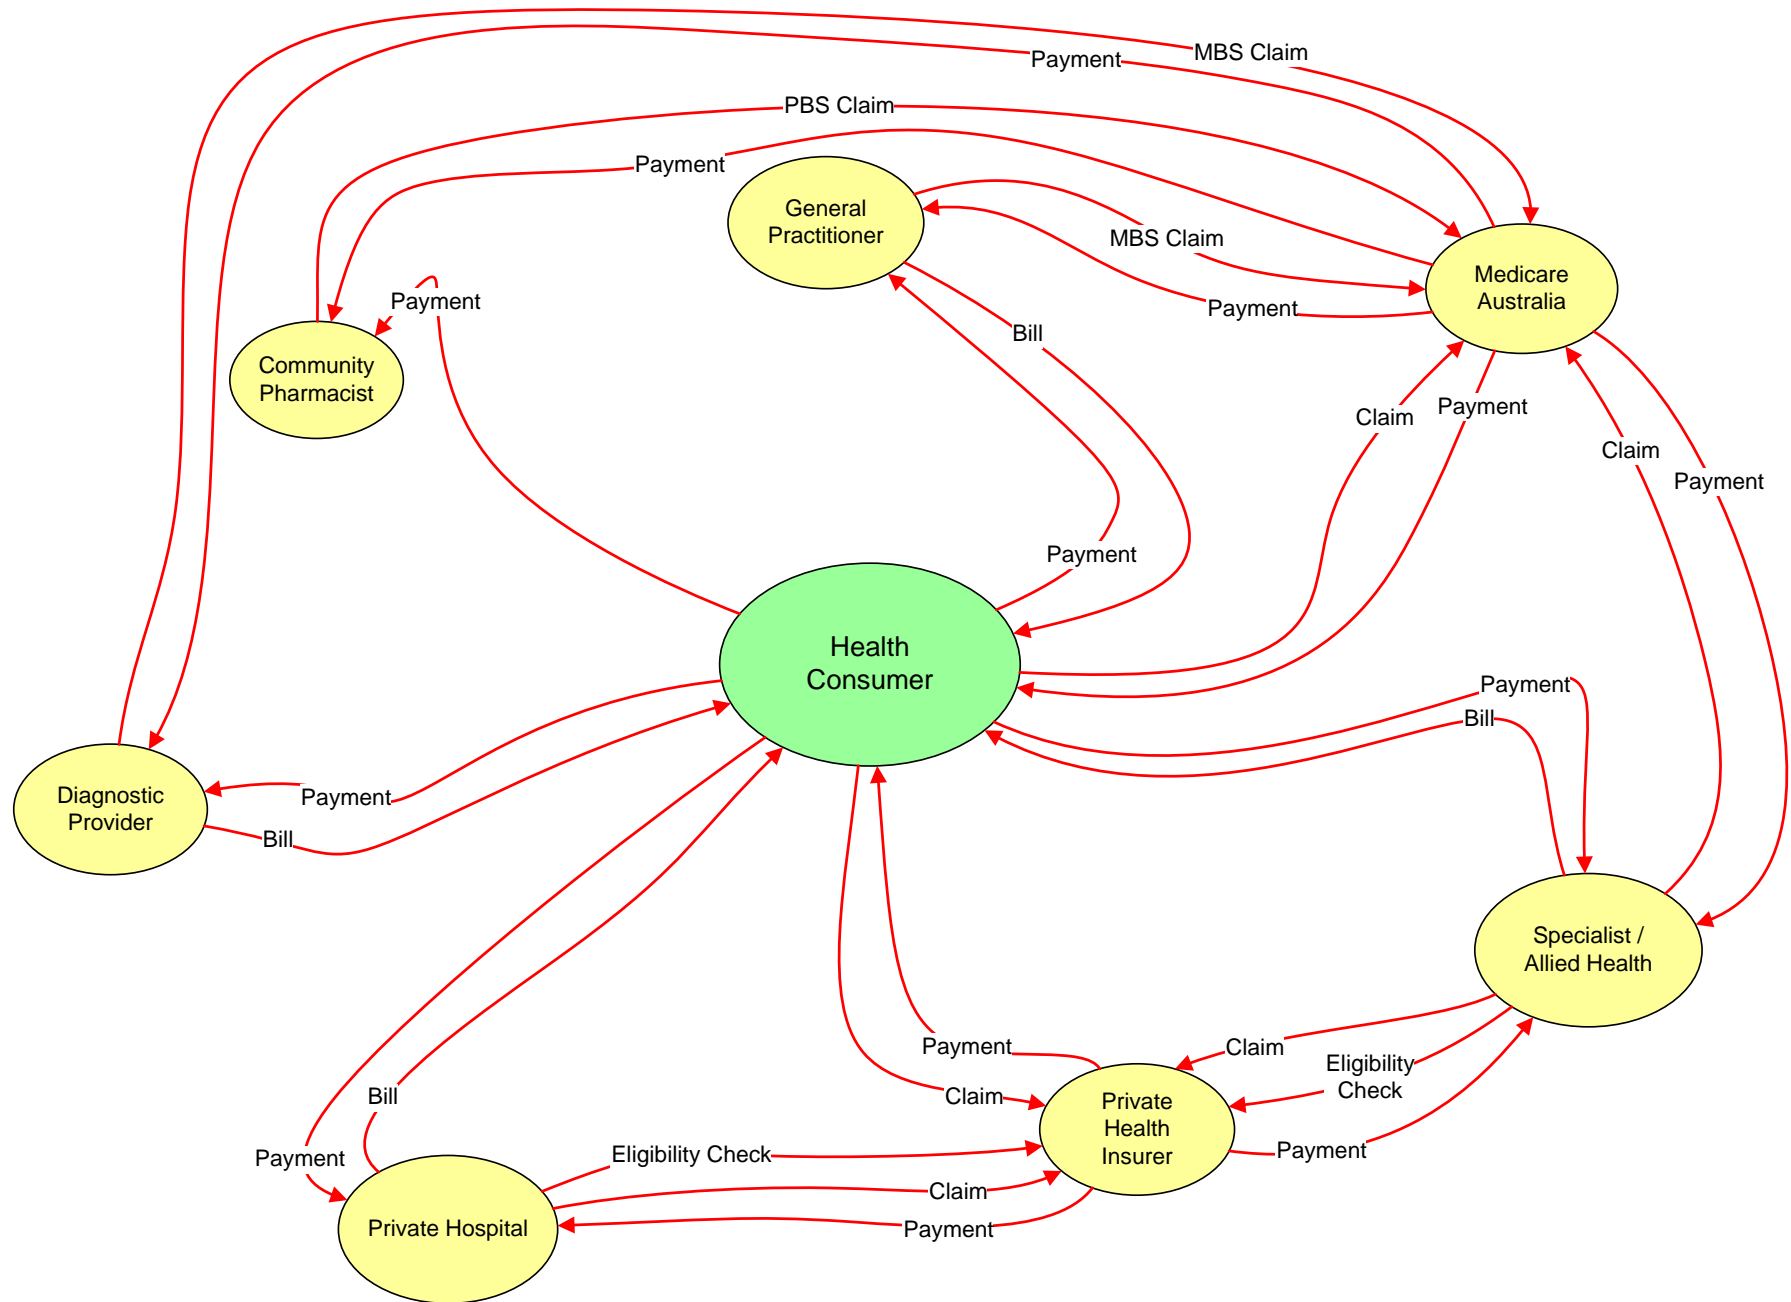 MBS Claim
Payment
PBS Claim
Payment
General
Practitioner
MBS Claim
Medicare
Australia
Payment
Payment
Bill
Community
Pharmacist
Claim
Payment
Claim
Payment
Payment
Health
Consumer
Payment
Bill
Diagnostic
Provider
Payment
Bill
Specialist /
Allied Health
Payment
Claim
Eligibility
Check
Bill
Claim
Private
Health
Insurer
Payment
Eligibility Check
Payment
Claim
Private Hospital
Payment